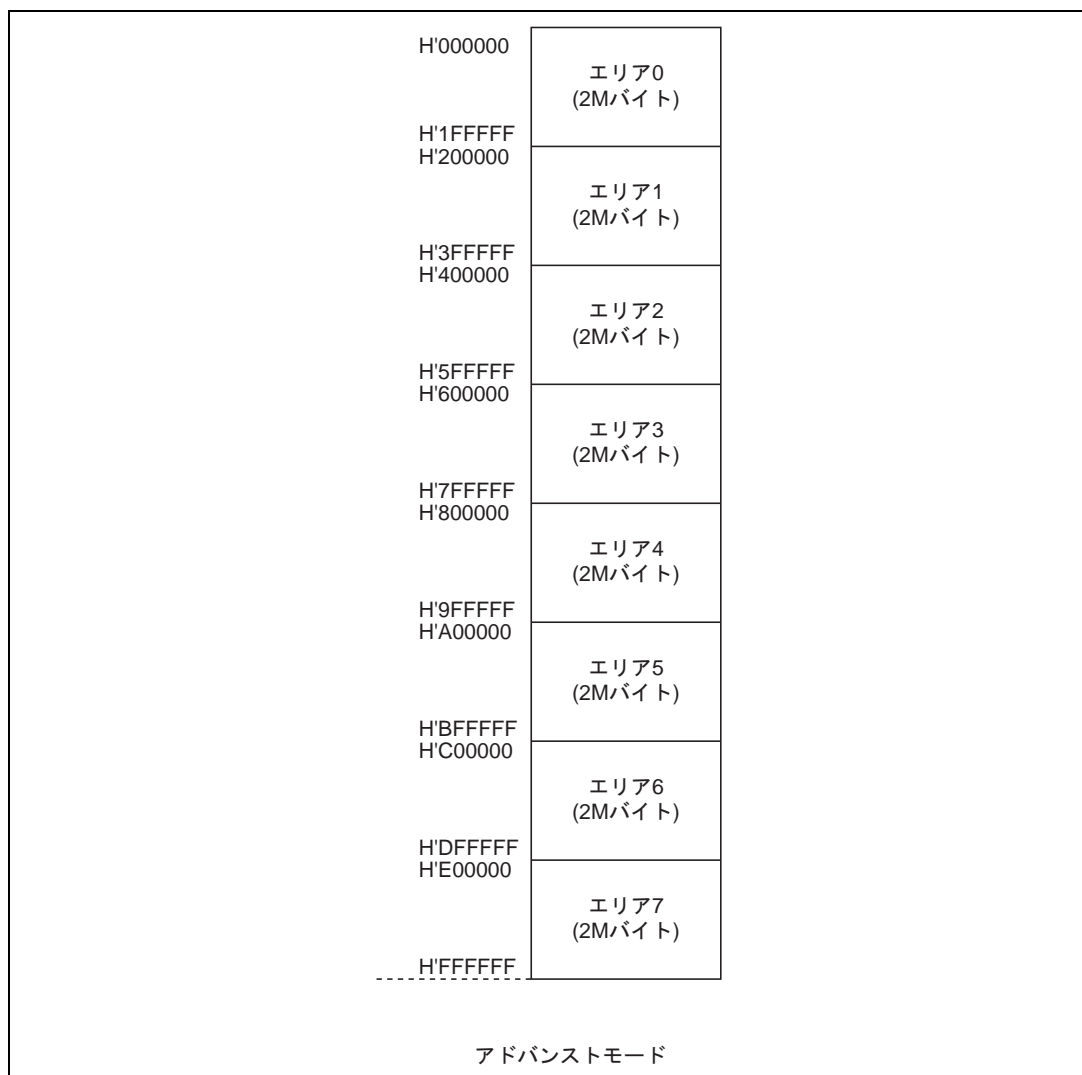 H'000000
エリア0
(2Mバイト)
H'1FFFFF
H'200000
エリア1
(2Mバイト)
H'3FFFFF
H'400000
エリア2
(2Mバイト)
H'5FFFFF
H'600000
エリア3
(2Mバイト)
H'7FFFFF
H'800000
エリア4
(2Mバイト)
H'9FFFFF
H'A00000
エリア5
(2Mバイト)
H'BFFFFF
H'C00000
エリア6
(2Mバイト)
H'DFFFFF
H'E00000
エリア7
(2Mバイト)
H'FFFFFF
アドバンストモード